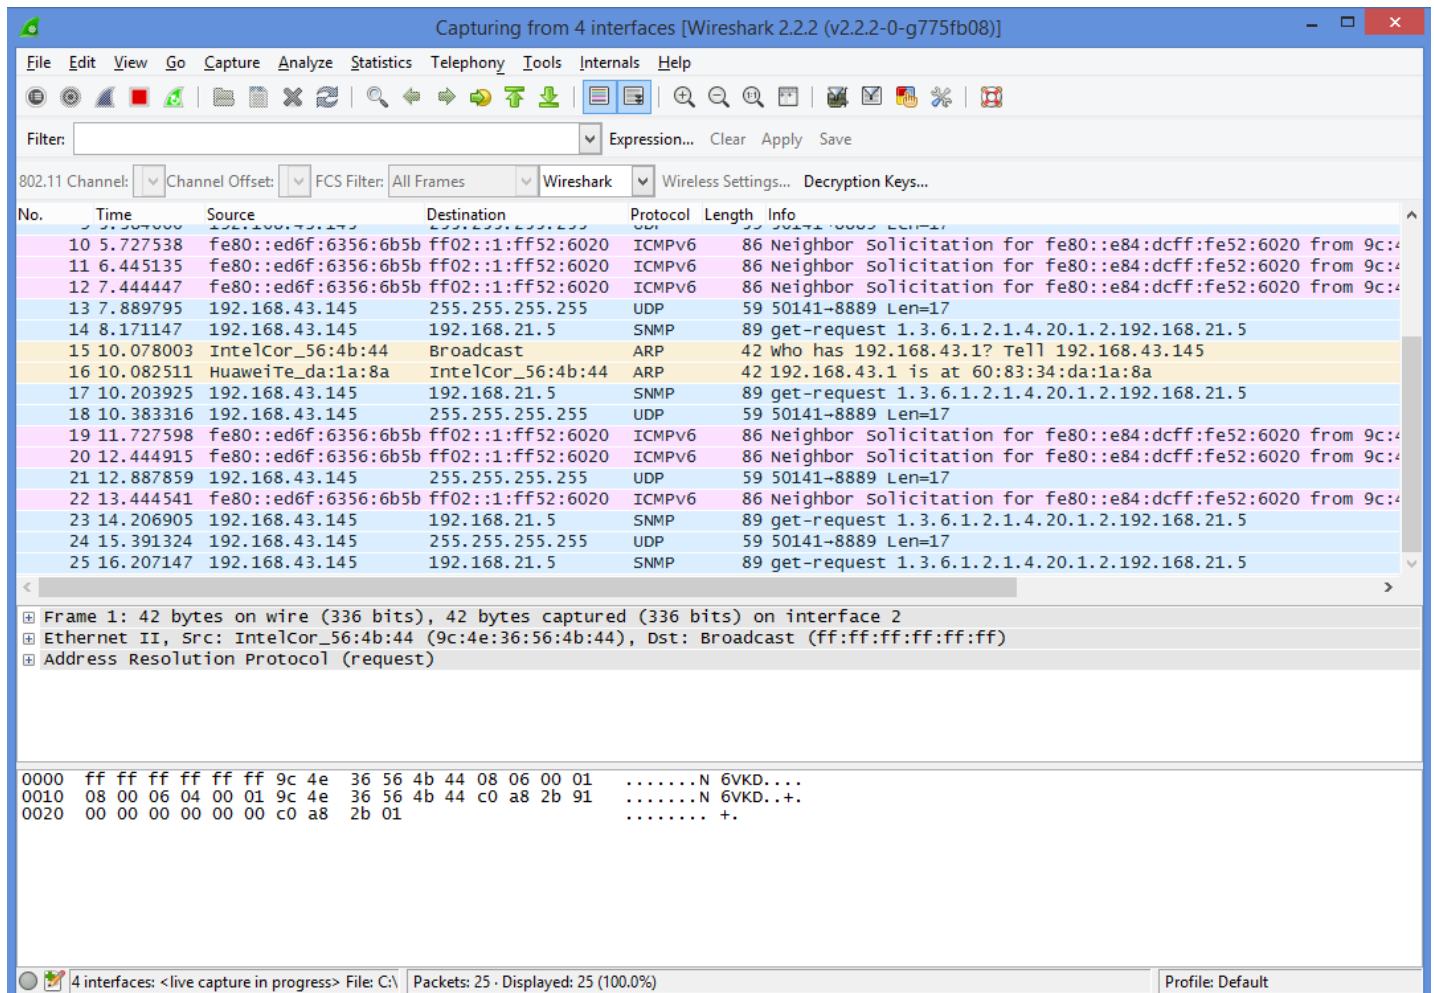 Capturing from 4 interfaces [Wireshark 2.2.2 (v2.2.2-0-g775fb08)]
File Edit View Go Capture Analyze Statistics Telephony Tools Internals Help
Filter: Expression... Clear Apply Save
802.11 Channel: Channel Offset: FCS Filter: All Frames Wireshark Wireless Settings... Decryption Keys...
No. Time Source Destination Protocol Length Info
10 5.727538 fe80::ed6f:6356:6b5b ff02::1:ff52:6020 ICMPv6 86 Neighbor Solicitation for fe80::e84:dcff:fe52:6020 from 9c:4
11 6.445135 fe80::ed6f:6356:6b5b ff02::1:ff52:6020 ICMPv6 86 Neighbor Solicitation for fe80::e84:dcff:fe52:6020 from 9c:4
12 7.444447 fe80::ed6f:6356:6b5b ff02::1:ff52:6020 ICMPv6 86 Neighbor Solicitation for fe80::e84:dcff:fe52:6020 from 9c:4
13 7.889795 192.168.43.145 255.255.255.255 UDP 59 50141→8889 Len=17
14 8.171147 192.168.43.145 192.168.21.5 SNMP 89 get-request 1.3.6.1.2.1.4.20.1.2.192.168.21.5
15 10.078003 IntelCor_56:4b:44 Broadcast ARP 42 Who has 192.168.43.1? Tell 192.168.43.145
16 10.082511 HuaweiTe_da:1a:8a IntelCor_56:4b:44 ARP 42 192.168.43.1 is at 60:83:34:da:1a:8a
17 10.203925 192.168.43.145 192.168.21.5 SNMP 89 get-request 1.3.6.1.2.1.4.20.1.2.192.168.21.5
18 10.383316 192.168.43.145 255.255.255.255 UDP 59 50141→8889 Len=17
19 11.727598 fe80::ed6f:6356:6b5b ff02::1:ff52:6020 ICMPv6 86 Neighbor Solicitation for fe80::e84:dcff:fe52:6020 from 9c:4
20 12.444915 fe80::ed6f:6356:6b5b ff02::1:ff52:6020 ICMPv6 86 Neighbor Solicitation for fe80::e84:dcff:fe52:6020 from 9c:4
21 12.887859 192.168.43.145 255.255.255.255 UDP 59 50141→8889 Len=17
22 13.444541 fe80::ed6f:6356:6b5b ff02::1:ff52:6020 ICMPv6 86 Neighbor Solicitation for fe80::e84:dcff:fe52:6020 from 9c:4
23 14.206905 192.168.43.145 192.168.21.5 SNMP 89 get-request 1.3.6.1.2.1.4.20.1.2.192.168.21.5
24 15.391324 192.168.43.145 255.255.255.255 UDP 59 50141→8889 Len=17
25 16.207147 192.168.43.145 192.168.21.5 SNMP 89 get-request 1.3.6.1.2.1.4.20.1.2.192.168.21.5
Frame 1: 42 bytes on wire (336 bits), 42 bytes captured (336 bits) on interface 2
Ethernet II, Src: IntelCor_56:4b:44 (9c:4e:36:56:4b:44), Dst: Broadcast (ff:ff:ff:ff:ff:ff)
Address Resolution Protocol (request)
0000 ff ff ff ff ff ff 9c 4e 36 56 4b 44 08 06 00 01 .......N 6VKD....
0010 08 00 06 04 00 01 9c 4e 36 56 4b 44 c0 a8 2b 91 .......N 6VKD..+.
0020 00 00 00 00 00 00 c0 a8 2b 01 ........ +.
4 interfaces: <live capture in progress> File: C:\ Packets: 25 · Displayed: 25 (100.0%) Profile: Default